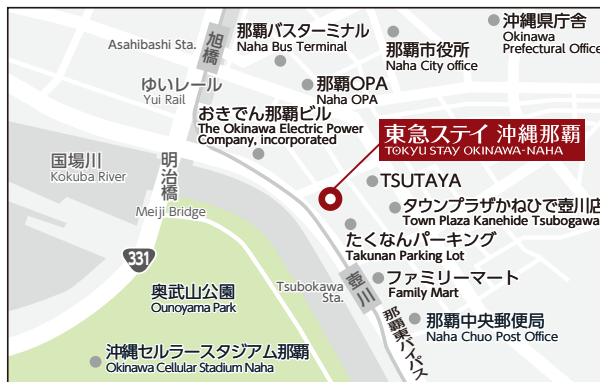 那覇バスターミナル
Naha Bus Terminal
沖縄県庁舎
Okinawa
Prefectural Office
那覇市役所
Naha City office
Asahibashi Sta.
旭橋
ゆいレール
Yui Rail
那覇OPA
Naha OPA
おきでん那覇ビル
The Okinawa Electric Power
Company, incorporated
東急ステイ 沖縄那覇
TOKYU STAY OKINAWA-NAHA
国場川
Kokuba River
明治橋
Meiji Bridge
TSUTAYA
タウンプラザかねひで壺川店
Town Plaza Kanehide Tsubogawa
たくなんパーキング
Takunan Parking Lot
331
奥武山公園
Ounoyama Park
Tsubokawa
Sta.
壺川
ファミリーマート
Family Mart
那覇東バイパス
那覇中央郵便局
Naha Chuo Post Office
沖縄セルラースタジアム那覇
Okinawa Cellular Stadium Naha